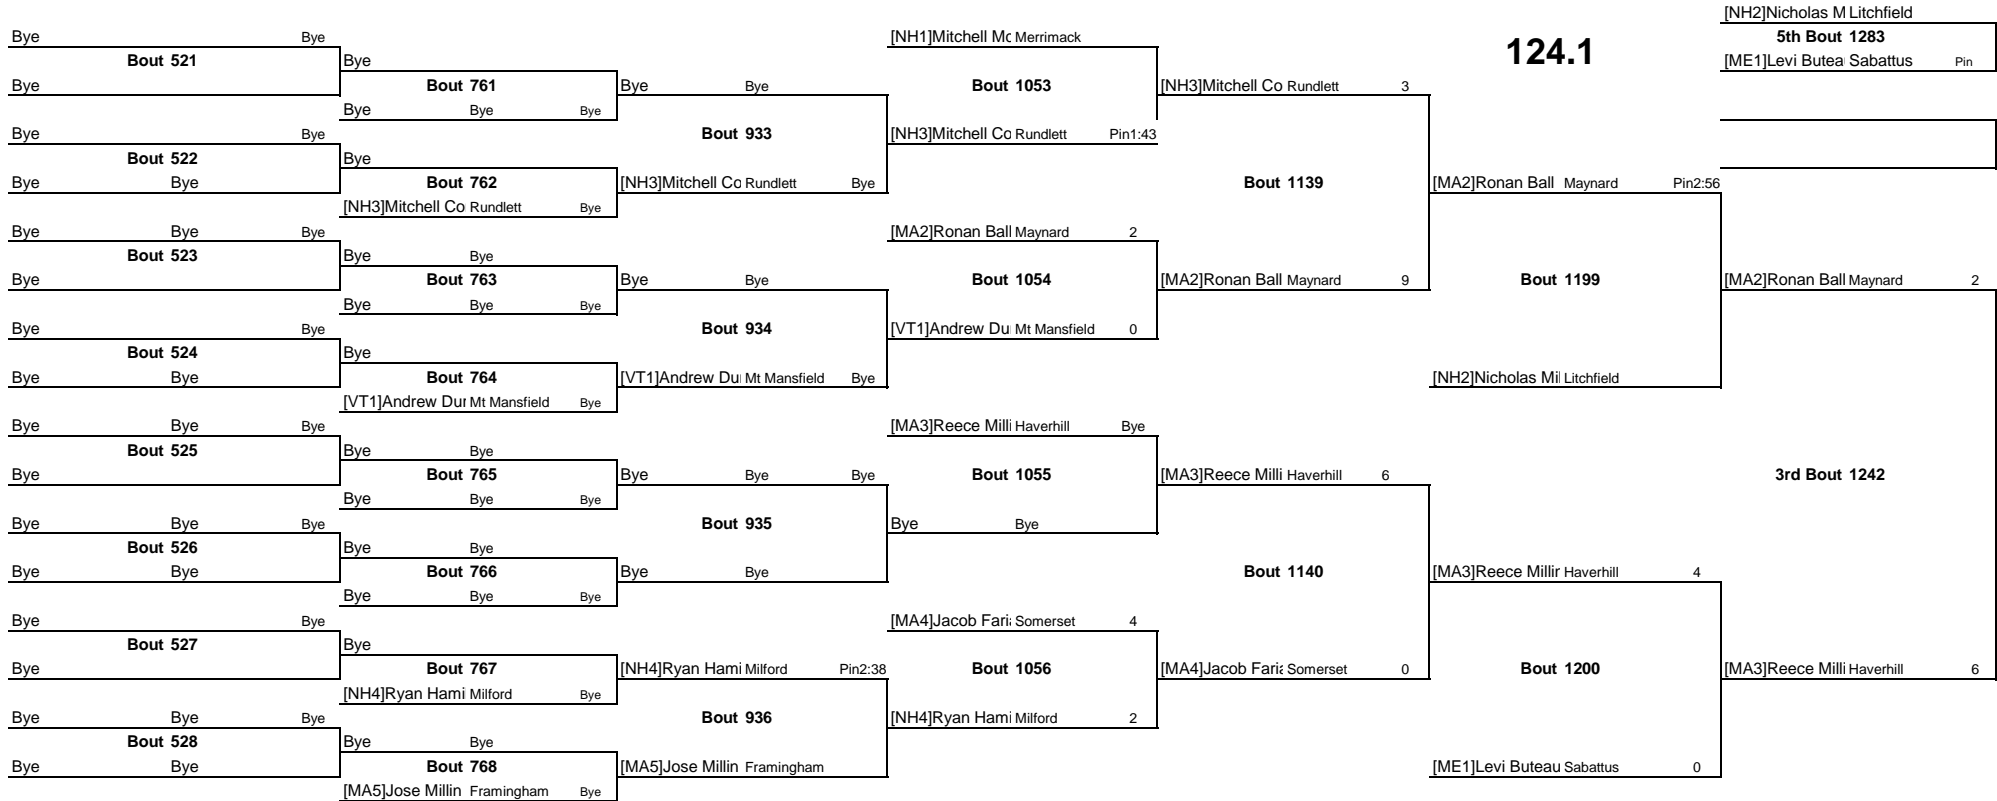 [NH2]Nicholas M Litchfield
Bye Bye [NH1]Mitchell Mc Merrimack 124.1 5th Bout 1283
Bout 521 Bye [ME1]Levi Butea Sabattus Pin
Bye Bout 761 Bye Bye Bout 1053 [NH3]Mitchell Co Rundlett 3
Bye Bye Bye
Bye Bye Bout 933 [NH3]Mitchell Co Rundlett Pin1:43
Bout 522 Bye
Bye Bye Bout 762 [NH3]Mitchell Co Rundlett Bye Bout 1139 [MA2]Ronan Ball Maynard Pin2:56
[NH3]Mitchell Co Rundlett Bye
Bye Bye Bye [MA2]Ronan Ball Maynard 2
Bout 523 Bye Bye
Bye Bout 763 Bye Bye Bout 1054 [MA2]Ronan Ball Maynard 9 Bout 1199 [MA2]Ronan Ball Maynard 2
Bye Bye Bye
Bye Bye Bout 934 [VT1]Andrew Du Mt Mansfield 0
Bout 524 Bye
Bye Bye Bout 764 [VT1]Andrew Du Mt Mansfield Bye [NH2]Nicholas Mi Litchfield
[VT1]Andrew Dur Mt Mansfield Bye
Bye Bye Bye [MA3]Reece Milli Haverhill Bye
Bout 525 Bye Bye
Bye Bout 765 Bye Bye Bye Bout 1055 [MA3]Reece Milli Haverhill 6 3rd Bout 1242
Bye Bye Bye
Bye Bye Bye Bout 935 Bye Bye
Bout 526 Bye Bye
Bye Bye Bout 766 Bye Bye Bout 1140 [MA3]Reece Millir Haverhill 4
Bye Bye Bye
Bye Bye [MA4]Jacob Fari Somerset 4
Bout 527 Bye
Bye Bout 767 [NH4]Ryan Hami Milford Pin2:38 Bout 1056 [MA4]Jacob Faria Somerset 0 Bout 1200 [MA3]Reece Milli Haverhill 6
[NH4]Ryan Hami Milford Bye
Bye Bye Bye Bout 936 [NH4]Ryan Hami Milford 2
Bout 528 Bye Bye
Bye Bye Bout 768 [MA5]Jose Millin Framingham [ME1]Levi Buteau Sabattus 0
[MA5]Jose Millin Framingham Bye